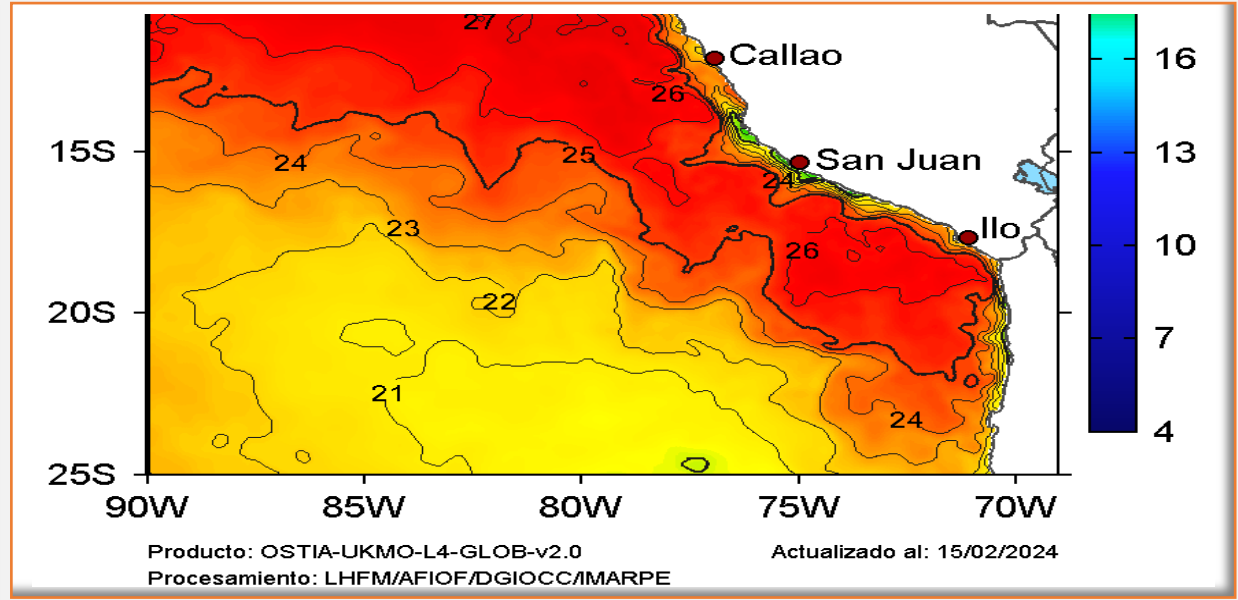 27
Callao
16
26
15S
25
San Juan
13
24
24
23
Ilo
26
10
22
20S
7
21
24
4
25S
90W 85W 80W 75W 70W
Producto: OSTIA-UKMO-L4-GLOB-v2.0 Actualizado al: 15/02/2024
Procesamiento: LHFM/AFIOF/DGIOCC/IMARPE